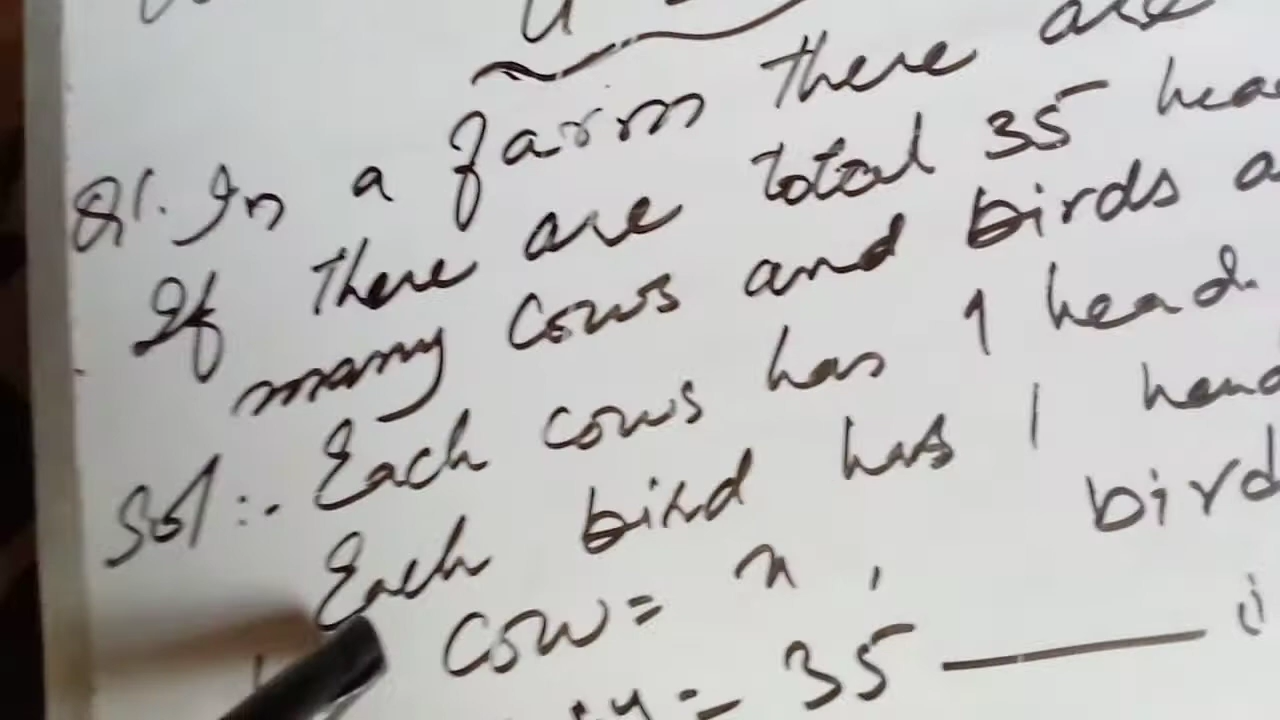 Q1. In a farm there are
If there are total 35 hea
many cows and birds a
Sol:- Each cows has 1 head.
Each bird has 1 head
cow = x, bird
y = 35 —— (i